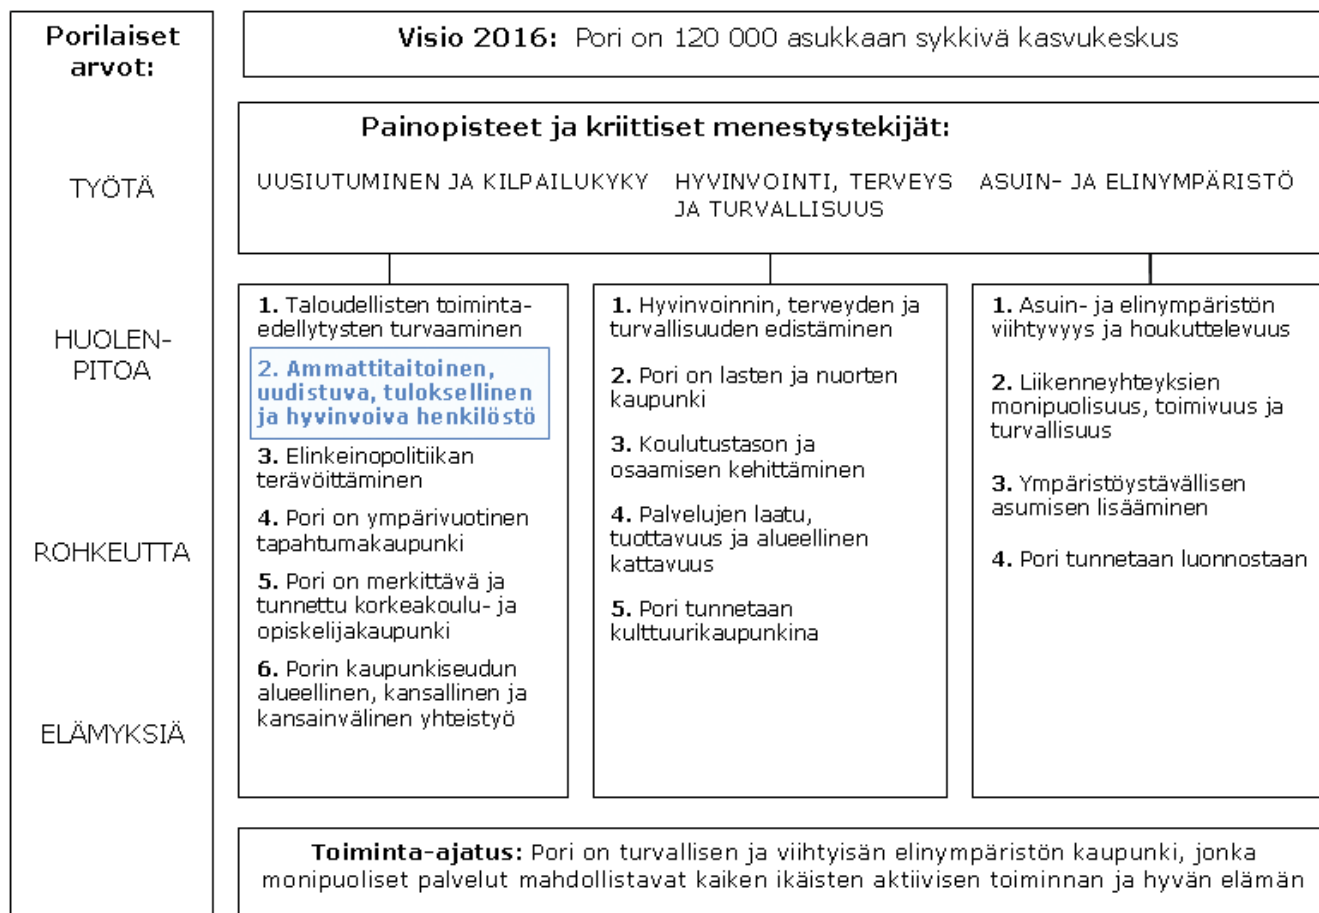 Porilaiset
arvot:
TYÖTÄ
HUOLEN-
PITOA
ROHKEUTTA
ELÄMYKSIÄ
Visio 2016: Pori on 120 000 asukkaan sykkivä kasvukeskus
Painopisteet ja kriittiset menestystekijät:
UUSIUTUMINEN JA KILPAILUKYKY
HYVINVOINTI, TERVEYS
JA TURVALLISUUS
ASUIN- JA ELINYMPÄRISTÖ
1. Taloudellisten toiminta-
edellytysten turvaaminen
2. Ammattitaitoinen,
uudistuva, tuloksellinen
ja hyvinvoiva henkilöstö
3. Elinkeinopolitiikan
terävöittäminen
4. Pori on ympärivuotinen
tapahtumakaupunki
5. Pori on merkittävä ja
tunnettu korkeakoulu- ja
opiskelijakaupunki
6. Porin kaupunkiseudun
alueellinen, kansallinen ja
kansainvälinen yhteistyö
1. Hyvinvoinnin, terveyden ja
turvallisuuden edistäminen
2. Pori on lasten ja nuorten
kaupunki
3. Koulutustason ja
osaamisen kehittäminen
4. Palvelujen laatu,
tuottavuus ja alueellinen
kattavuus
5. Pori tunnetaan
kulttuurikaupunkina
1. Asuin- ja elinympäristön
viihtyvyys ja houkuttelevuus
2. Liikenneyhteyksien
monipuolisuus, toimivuus ja
turvallisuus
3. Ympäristöystävällisen
asumisen lisääminen
4. Pori tunnetaan luonnostaan
Toiminta-ajatus: Pori on turvallisen ja viihtyisän elinympäristön kaupunki, jonka
monipuoliset palvelut mahdollistavat kaiken ikäisten aktiivisen toiminnan ja hyvän elämän